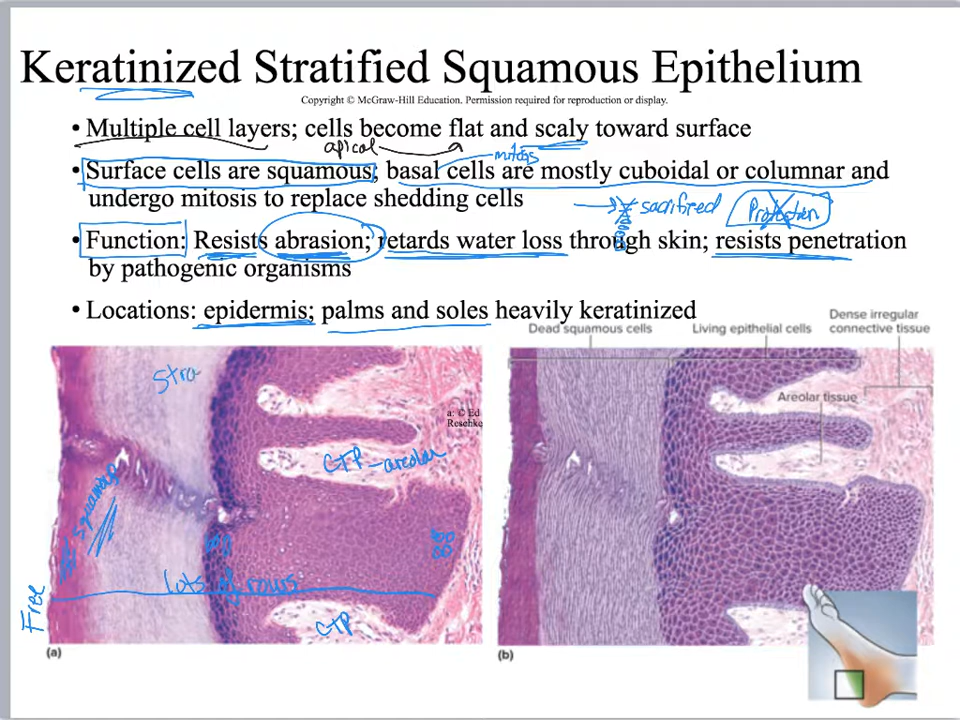 Keratinized Stratified Squamous Epithelium
Copyright © McGraw-Hill Education. Permission required for reproduction or display.
• Multiple cell layers; cells become flat and scaly toward surface
apical
mitosis
• Surface cells are squamous; basal cells are mostly cuboidal or columnar and
undergo mitosis to replace shedding cells
sacrificed
Protection
• Function: Resists abrasion; retards water loss through skin; resists penetration
by pathogenic organisms
• Locations: epidermis; palms and soles heavily keratinized
Dense irregular
connective tissue
Dead squamous cells
Living epithelial cells
Stra
Areolar tissue
a: © Ed
Reschke
CTP - areolar
squamous
lots of rows
Free
CTP
(a)
(b)